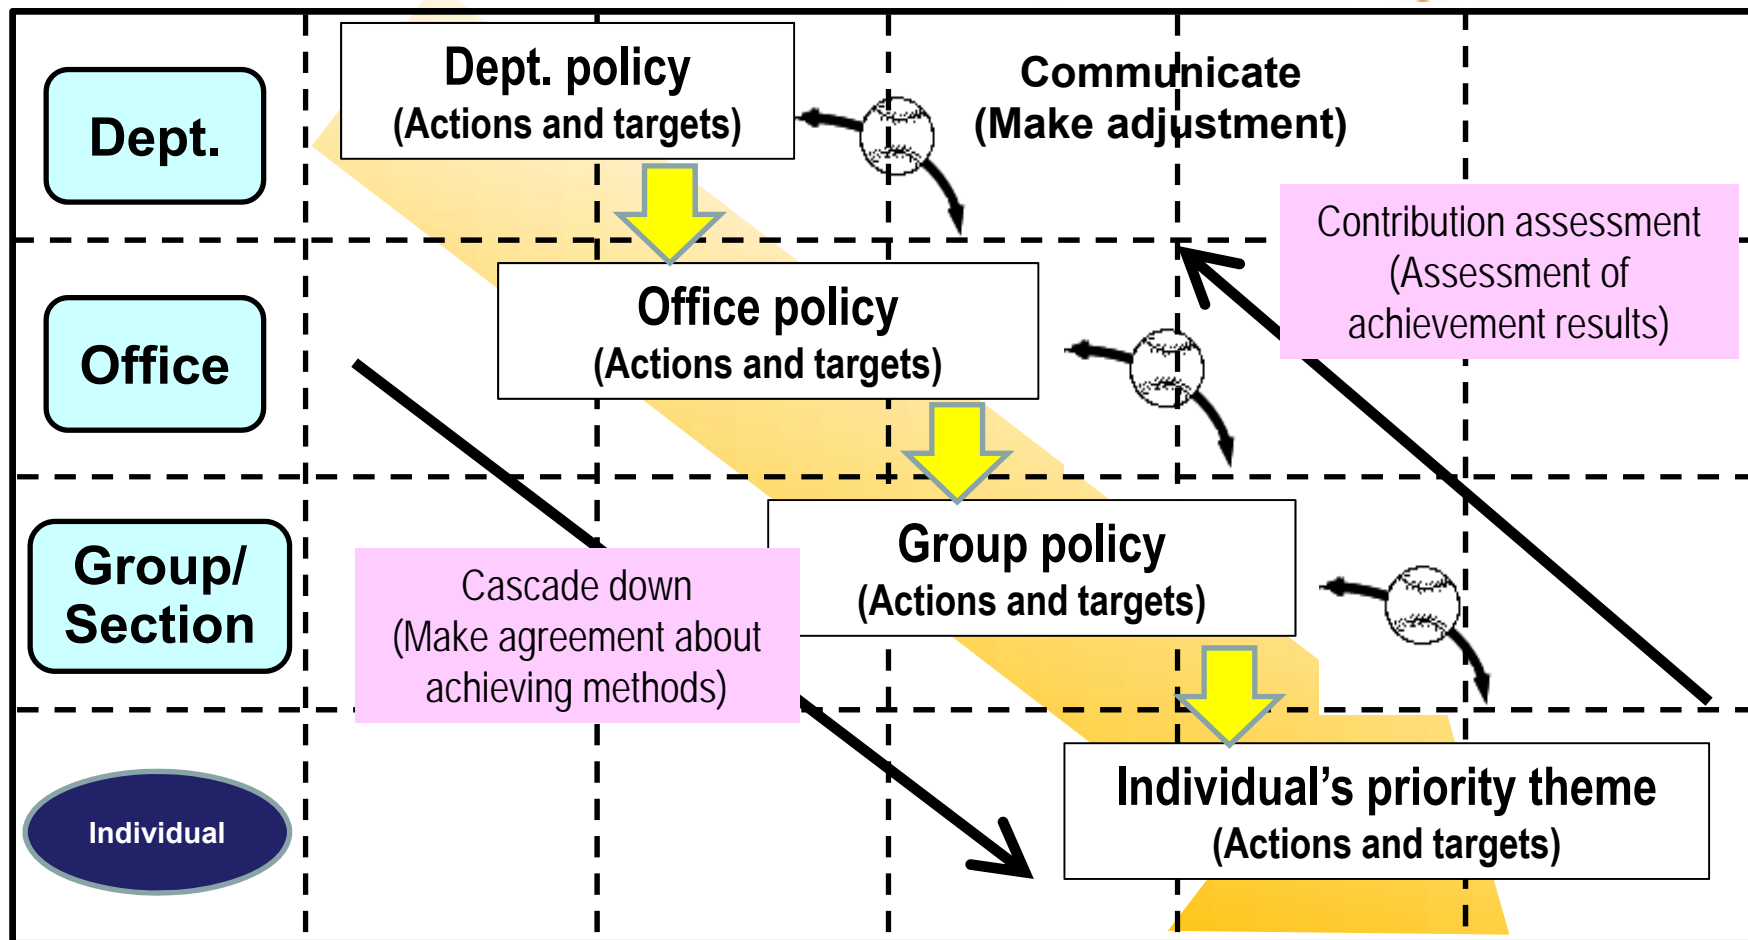 Dept.
Dept. policy
(Actions and targets)
Communicate
(Make adjustment)
Contribution assessment
(Assessment of
achievement results)
Office
Office policy
(Actions and targets)
Group/
Section
Group policy
(Actions and targets)
Cascade down
(Make agreement about
achieving methods)
Individual
Individual’s priority theme
(Actions and targets)